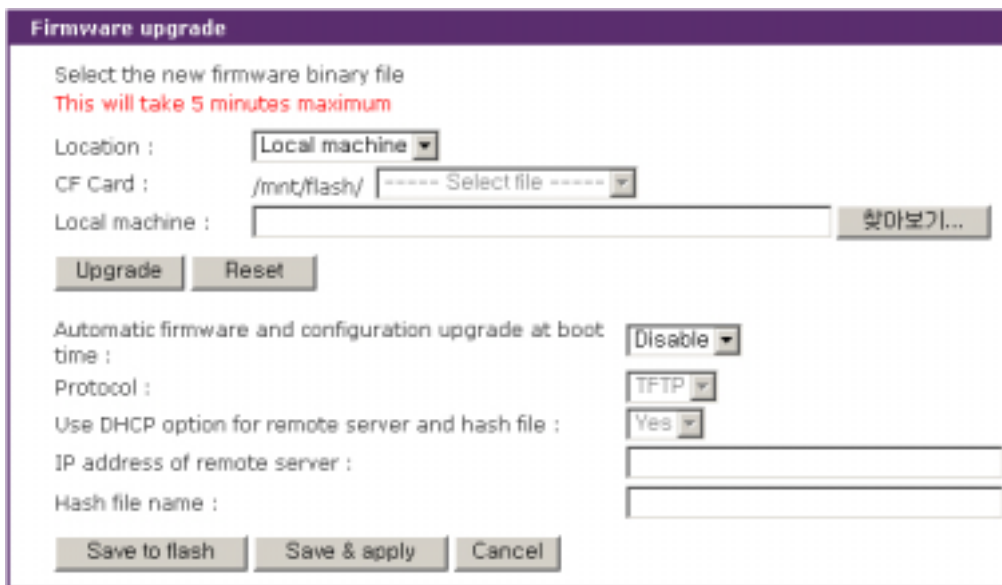 Firmware upgrade
Select the new firmware binary file
This will take 5 minutes maximum
Location : Local machine
CF Card : /mnt/flash/ ----- Select file -----
Local machine : 찾아보기...
Upgrade Reset
Automatic firmware and configuration upgrade at boot
time : Disable
Protocol : TFTP
Use DHCP option for remote server and hash file : Yes
IP address of remote server :
Hash file name :
Save to flash Save & apply Cancel